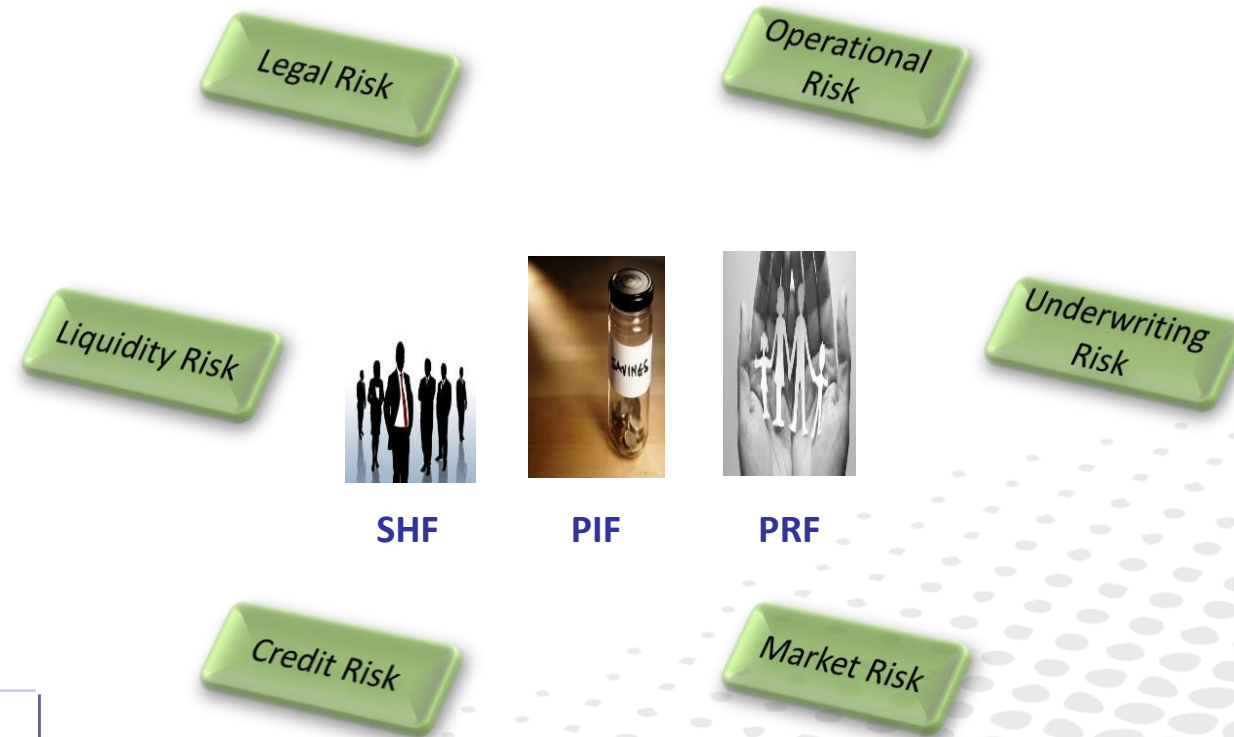 Legal Risk
Operational
Risk
Liquidity Risk
SAVINGS
Underwriting
Risk
SHF
PIF
PRF
Credit Risk
Market Risk